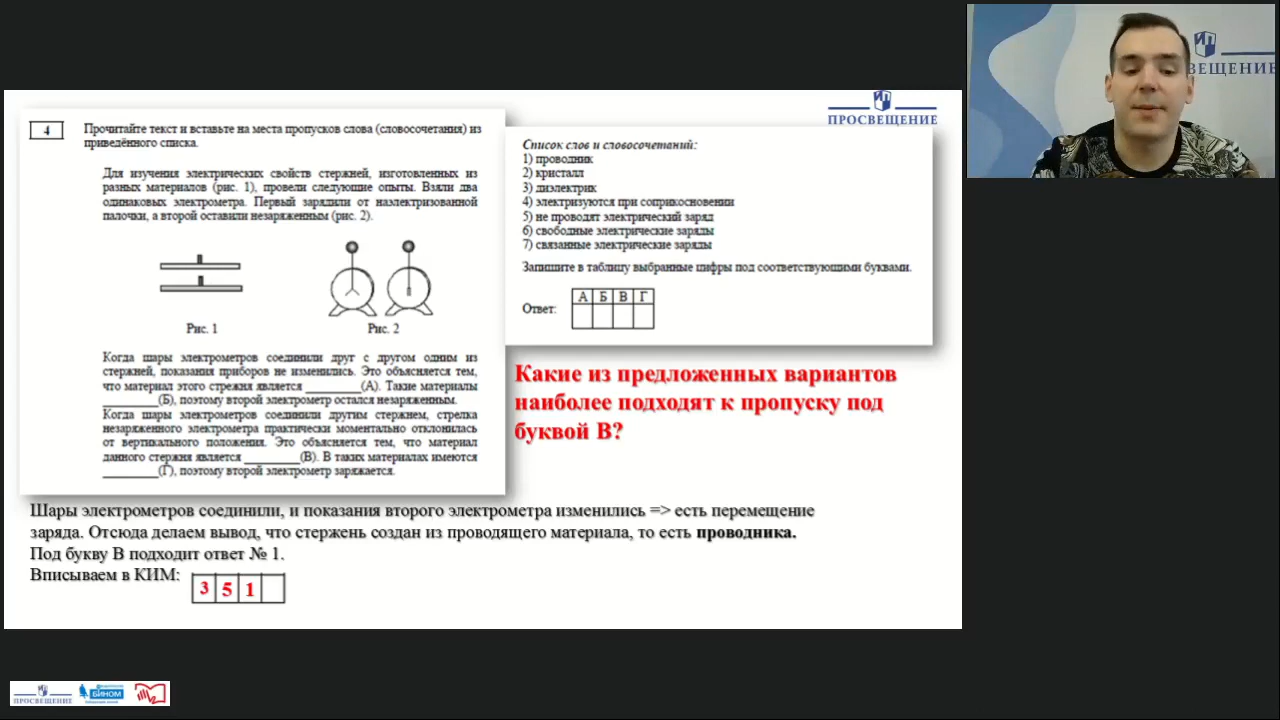 ВЕЩЕНИЕ
ПРОСВЕЩЕНИЕ
4
Прочитайте текст и вставьте на места пропусков слова (словосочетания) из
приведённого списка.
Для изучения электрических свойств стержней, изготовленных из
разных материалов (рис. 1), провели следующие опыты. Взяли два
одинаковых электрометра. Первый зарядили от наэлектризованной
палочки, а второй оставили незаряженным (рис. 2).
Рис. 1
Рис. 2
Когда шары электрометров соединили друг с другом одним из
стержней, показания приборов не изменились. Это объясняется тем,
что материал этого стрежня является _________(А). Такие материалы
_________(Б), поэтому второй электрометр остался незаряженным.
Когда шары электрометров соединили другим стержнем, стрелка
незаряженного электрометра практически моментально отклонилась
от вертикального положения. Это объясняется тем, что материал
данного стержня является _________(В). В таких материалах имеются
_________(Г), поэтому второй электрометр заряжается.
Список слов и словосочетаний:
1) проводник
2) кристалл
3) диэлектрик
4) электризуются при соприкосновении
5) не проводят электрический заряд
6) свободные электрические заряды
7) связанные электрические заряды
Запишите в таблицу выбранные цифры под соответствующими буквами.
Ответ:
А Б В Г
Какие из предложенных вариантов
наиболее подходят к пропуску под
буквой В?
Шары электрометров соединили, и показания второго электрометра изменились => есть перемещение
заряда. Отсюда делаем вывод, что стержень создан из проводящего материала, то есть проводника.
Под букву В подходит ответ № 1.
Вписываем в КИМ:
3 5 1
ПРОСВЕЩЕНИЕ
БИНОМ